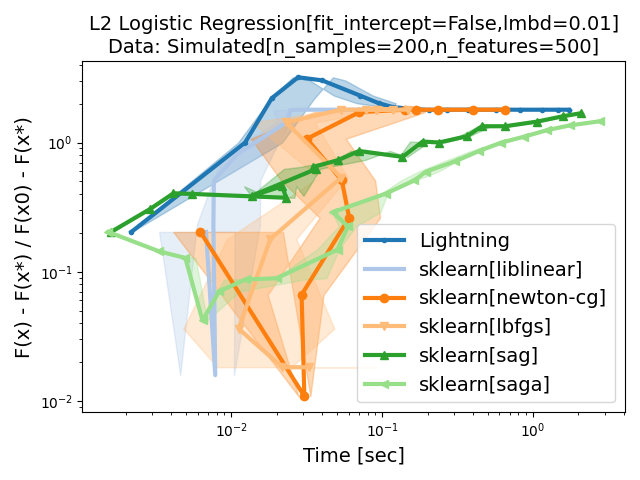 L2 Logistic Regression[fit_intercept=False,lmbd=0.01]
Data: Simulated[n_samples=200,n_features=500]
F(x) - F(x*) / F(x0) - F(x*)
10⁰
10⁻¹
10⁻²
Lightning
sklearn[liblinear]
sklearn[newton-cg]
sklearn[lbfgs]
sklearn[sag]
sklearn[saga]
10⁻² 10⁻¹ 10⁰
Time [sec]